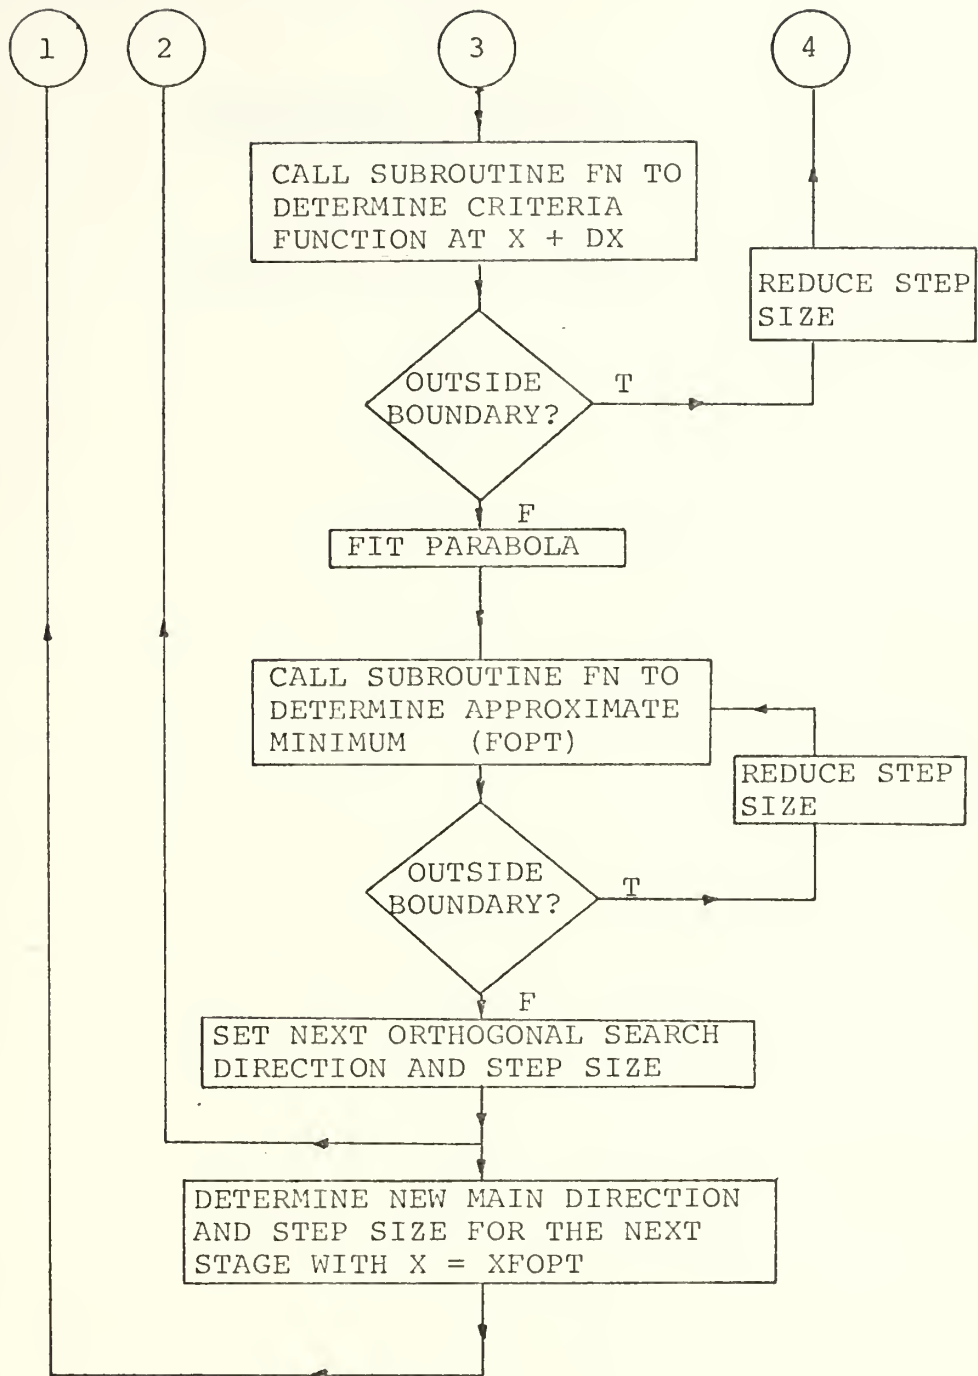 1
2
3
4
CALL SUBROUTINE FN TO
DETERMINE CRITERIA
FUNCTION AT X + DX
REDUCE STEP
SIZE
OUTSIDE
BOUNDARY?
T
F
FIT PARABOLA
CALL SUBROUTINE FN TO
DETERMINE APPROXIMATE
MINIMUM (FOPT)
REDUCE STEP
SIZE
OUTSIDE
BOUNDARY?
T
F
SET NEXT ORTHOGONAL SEARCH
DIRECTION AND STEP SIZE
DETERMINE NEW MAIN DIRECTION
AND STEP SIZE FOR THE NEXT
STAGE WITH X = XFOPT